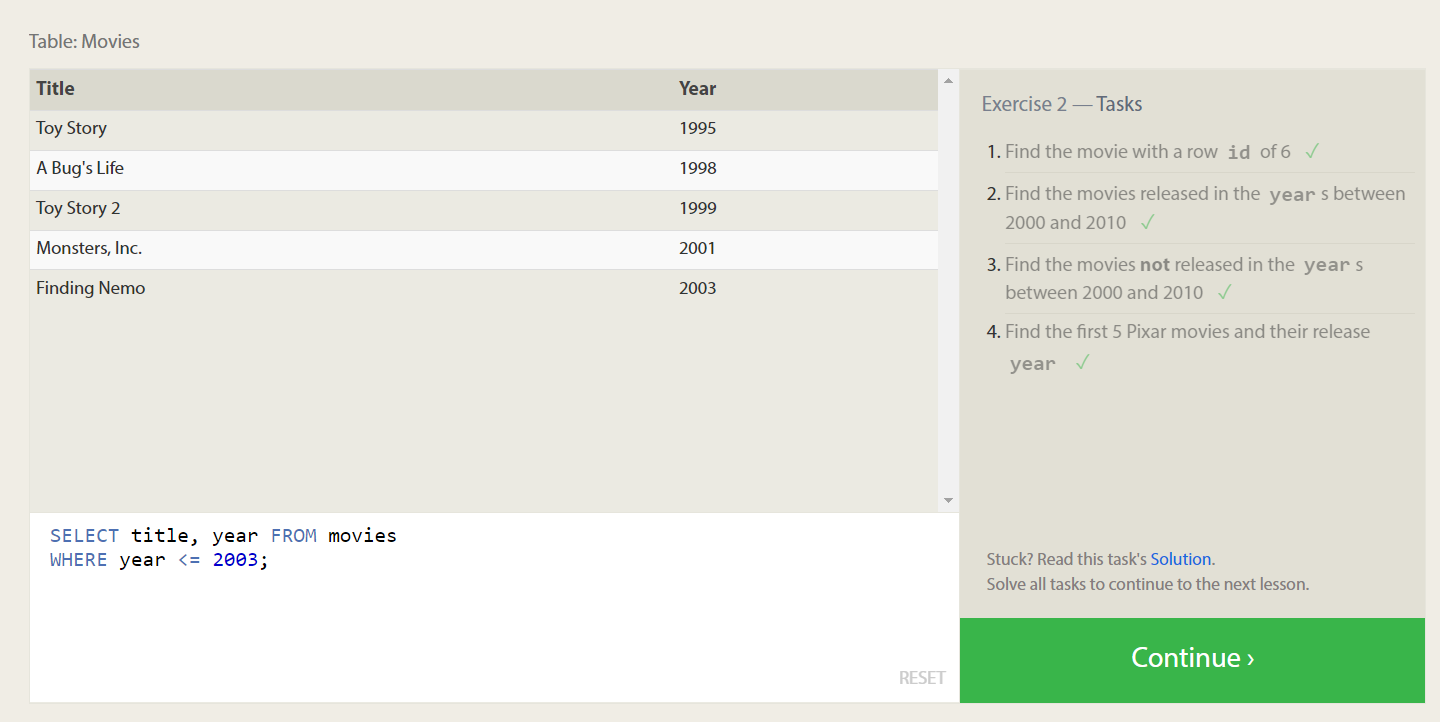 Table: Movies
Title Year
Toy Story 1995
A Bug's Life 1998
Toy Story 2 1999
Monsters, Inc. 2001
Finding Nemo 2003
SELECT title, year FROM movies
WHERE year <= 2003;
RESET
Exercise 2 — Tasks
1. Find the movie with a row id of 6 ✓
2. Find the movies released in the year s between
2000 and 2010 ✓
3. Find the movies not released in the year s
between 2000 and 2010 ✓
4. Find the first 5 Pixar movies and their release
year ✓
Stuck? Read this task's Solution.
Solve all tasks to continue to the next lesson.
Continue ›